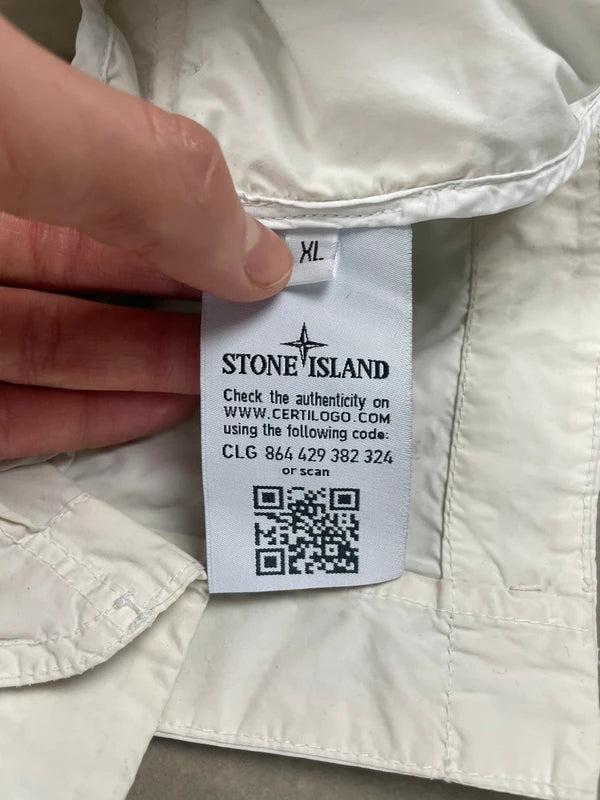 XL
STONE ISLAND
Check the authenticity on
WWW.CERTILOGO.COM
using the following code:
CLG 864 429 382 324
or scan